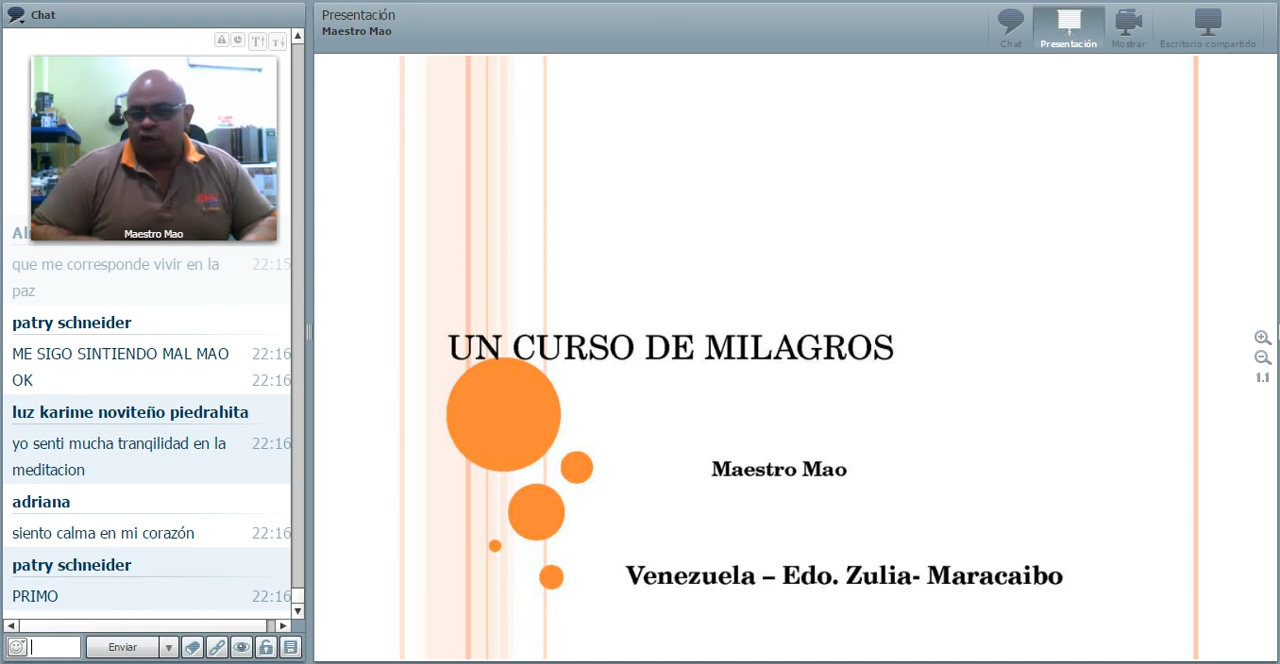 Chat
Maestro Mao
que me corresponde vivir en la 22:15
paz
patry schneider
ME SIGO SINTIENDO MAL MAO 22:16
OK 22:16
luz karime noviteño piedrahita
yo senti mucha tranqilidad en la 22:16
meditacion
adriana
siento calma en mi corazón 22:16
patry schneider
PRIMO 22:16
Enviar
Presentación
Maestro Mao
Chat
Presentación
Mostrar
Escritorio compartido
UN CURSO DE MILAGROS
Maestro Mao
Venezuela – Edo. Zulia- Maracaibo
1.1